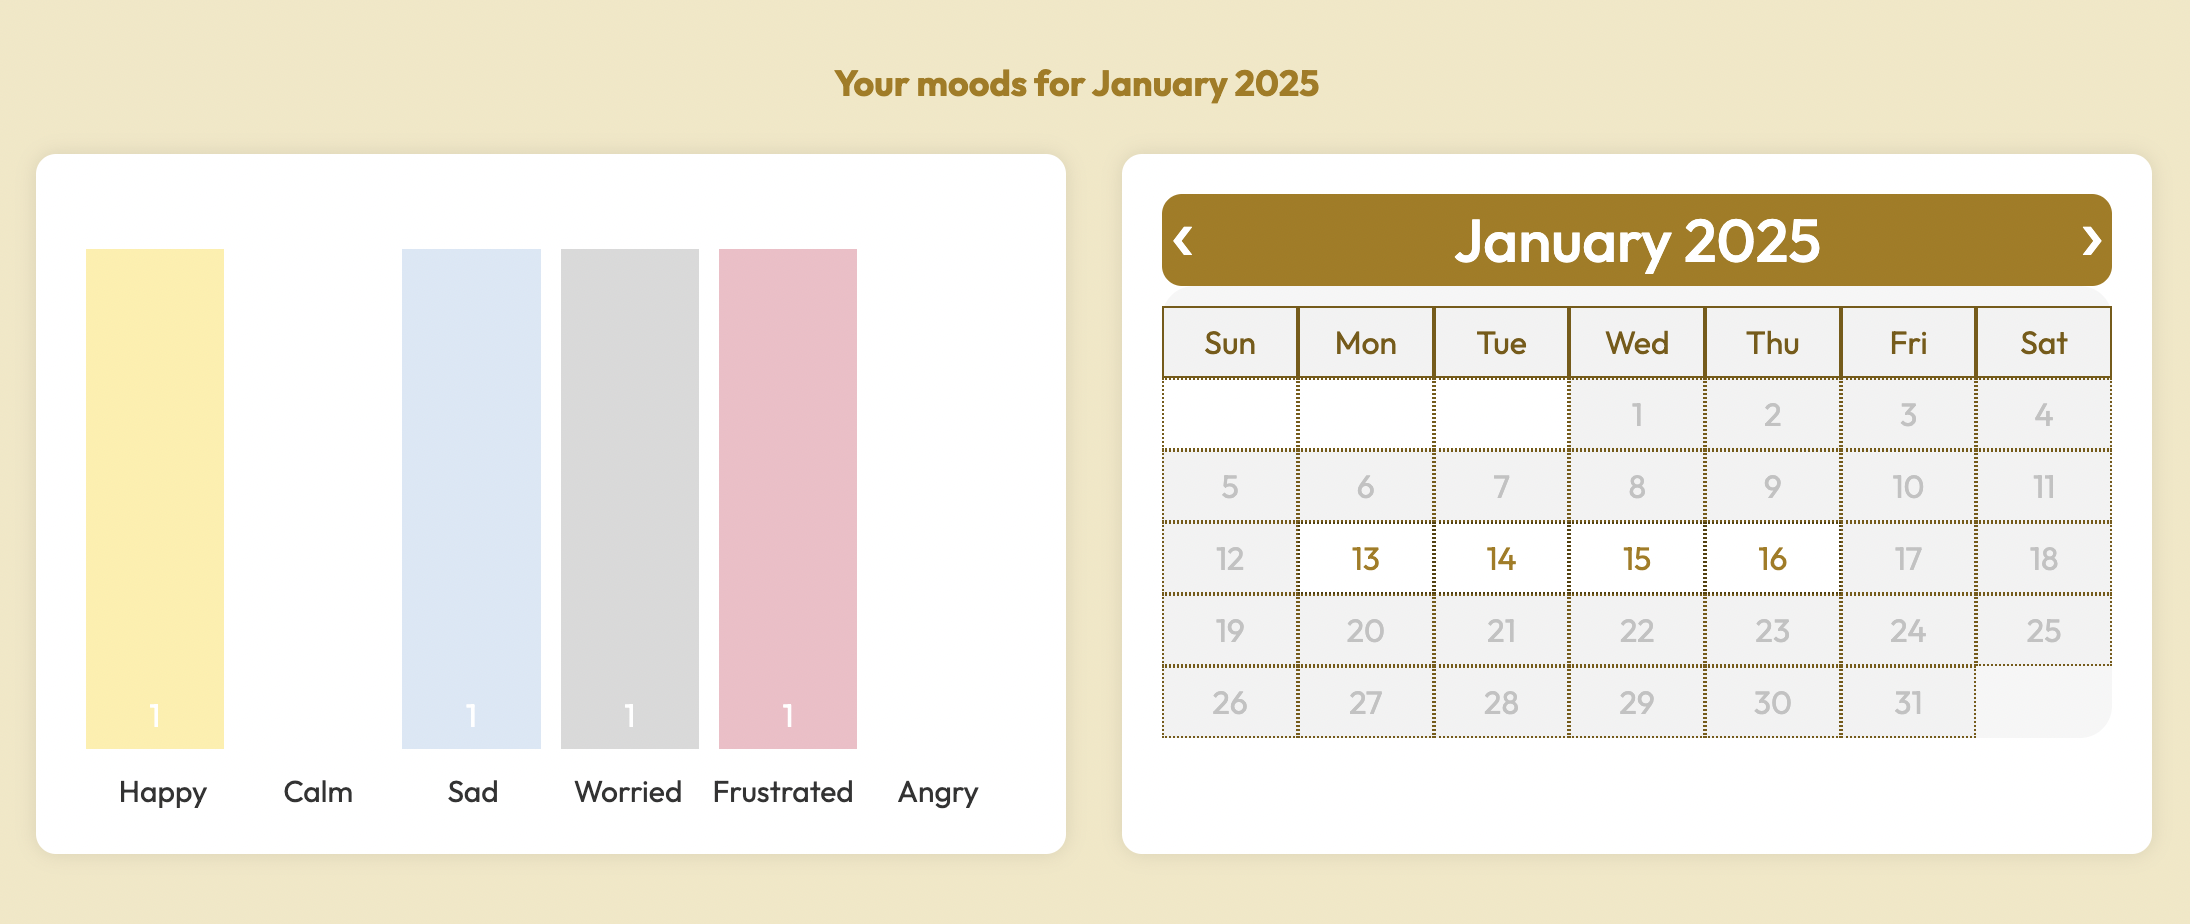 Your moods for January 2025
1 1 1 1
Happy Calm Sad Worried Frustrated Angry
‹ January 2025 ›
Sun Mon Tue Wed Thu Fri Sat
1 2 3 4
5 6 7 8 9 10 11
12 13 14 15 16 17 18
19 20 21 22 23 24 25
26 27 28 29 30 31